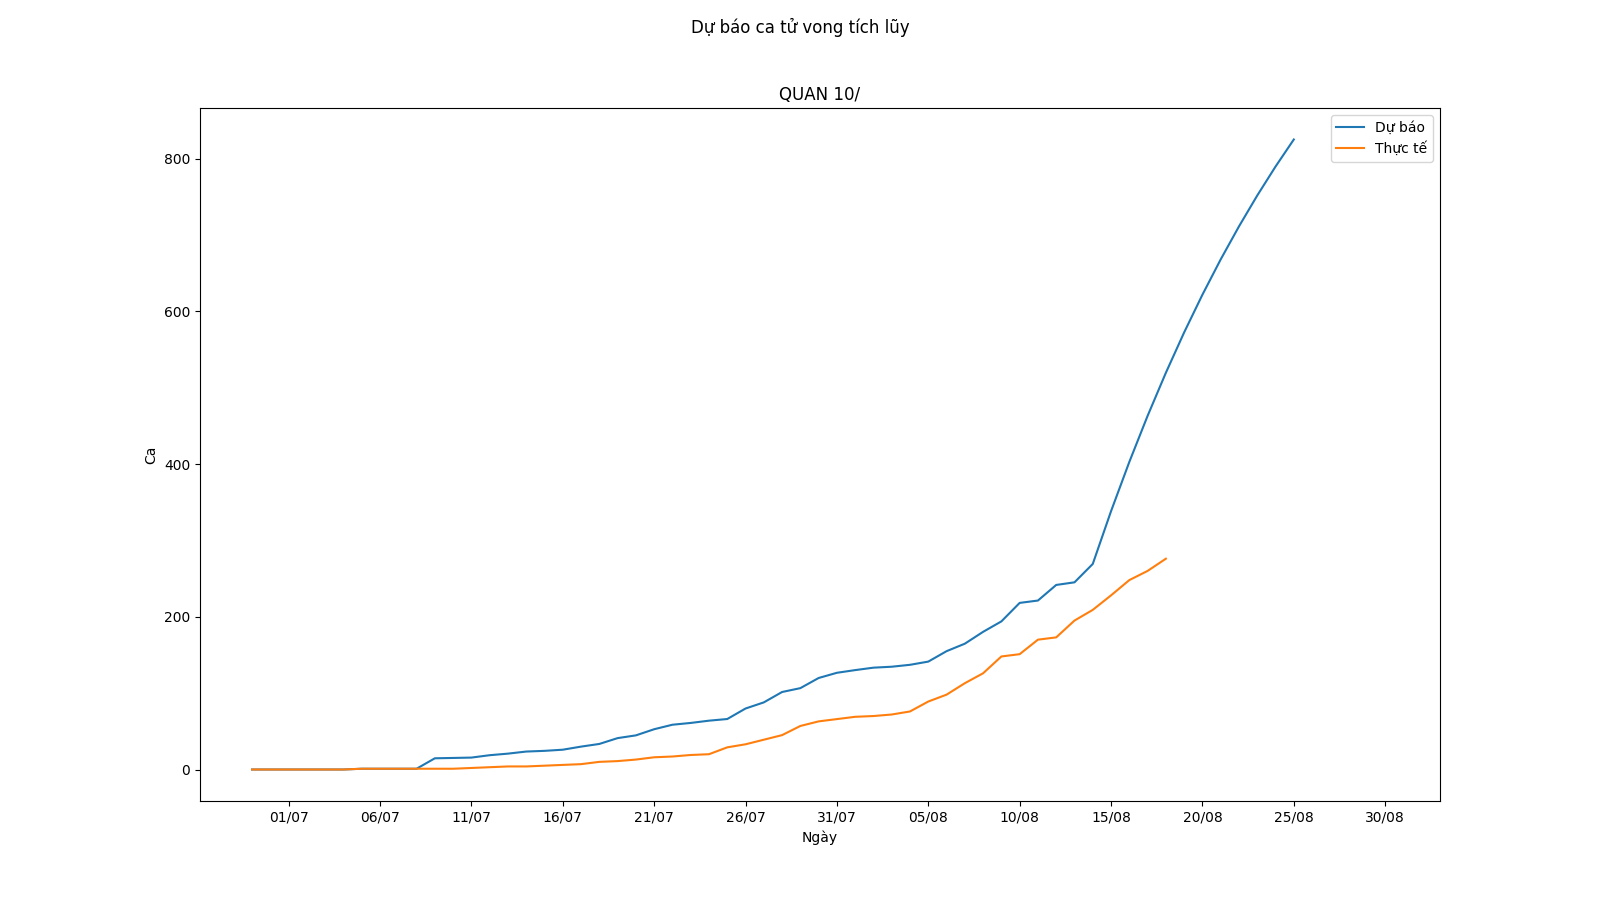 Dự báo ca tử vong tích lũy
QUAN 10/
Dự báo
Thực tế
800
600
400
200
0
Ca
01/07 06/07 11/07 16/07 21/07 26/07 31/07 05/08 10/08 15/08 20/08 25/08 30/08
Ngày